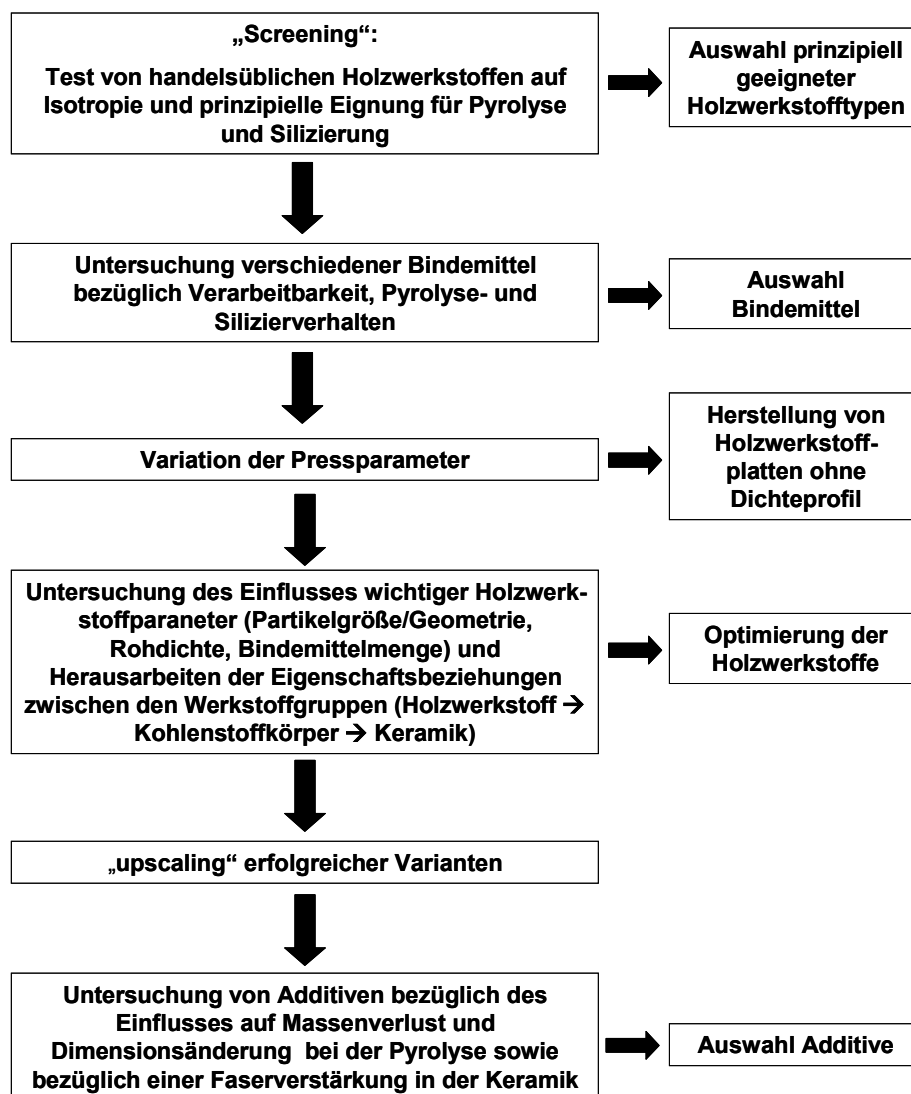 „Screening“:
Test von handelsüblichen Holzwerkstoffen auf
Isotropie und prinzipielle Eignung für Pyrolyse
und Silizierung
Auswahl prinzipiell
geeigneter
Holzwerkstofftypen
Untersuchung verschiedener Bindemittel
bezüglich Verarbeitbarkeit, Pyrolyse- und
Silizierverhalten
Auswahl
Bindemittel
Variation der Pressparameter
Herstellung von
Holzwerkstoff-
platten ohne
Dichteprofil
Untersuchung des Einflusses wichtiger Holzwerk-
stoffparaneter (Partikelgröße/Geometrie,
Rohdichte, Bindemittelmenge) und
Herausarbeiten der Eigenschaftsbeziehungen
zwischen den Werkstoffgruppen (Holzwerkstoff →
Kohlenstoffkörper → Keramik)
Optimierung der
Holzwerkstoffe
„upscaling“ erfolgreicher Varianten
Untersuchung von Additiven bezüglich des
Einflusses auf Massenverlust und
Dimensionsänderung bei der Pyrolyse sowie
bezüglich einer Faserverstärkung in der Keramik
Auswahl Additive